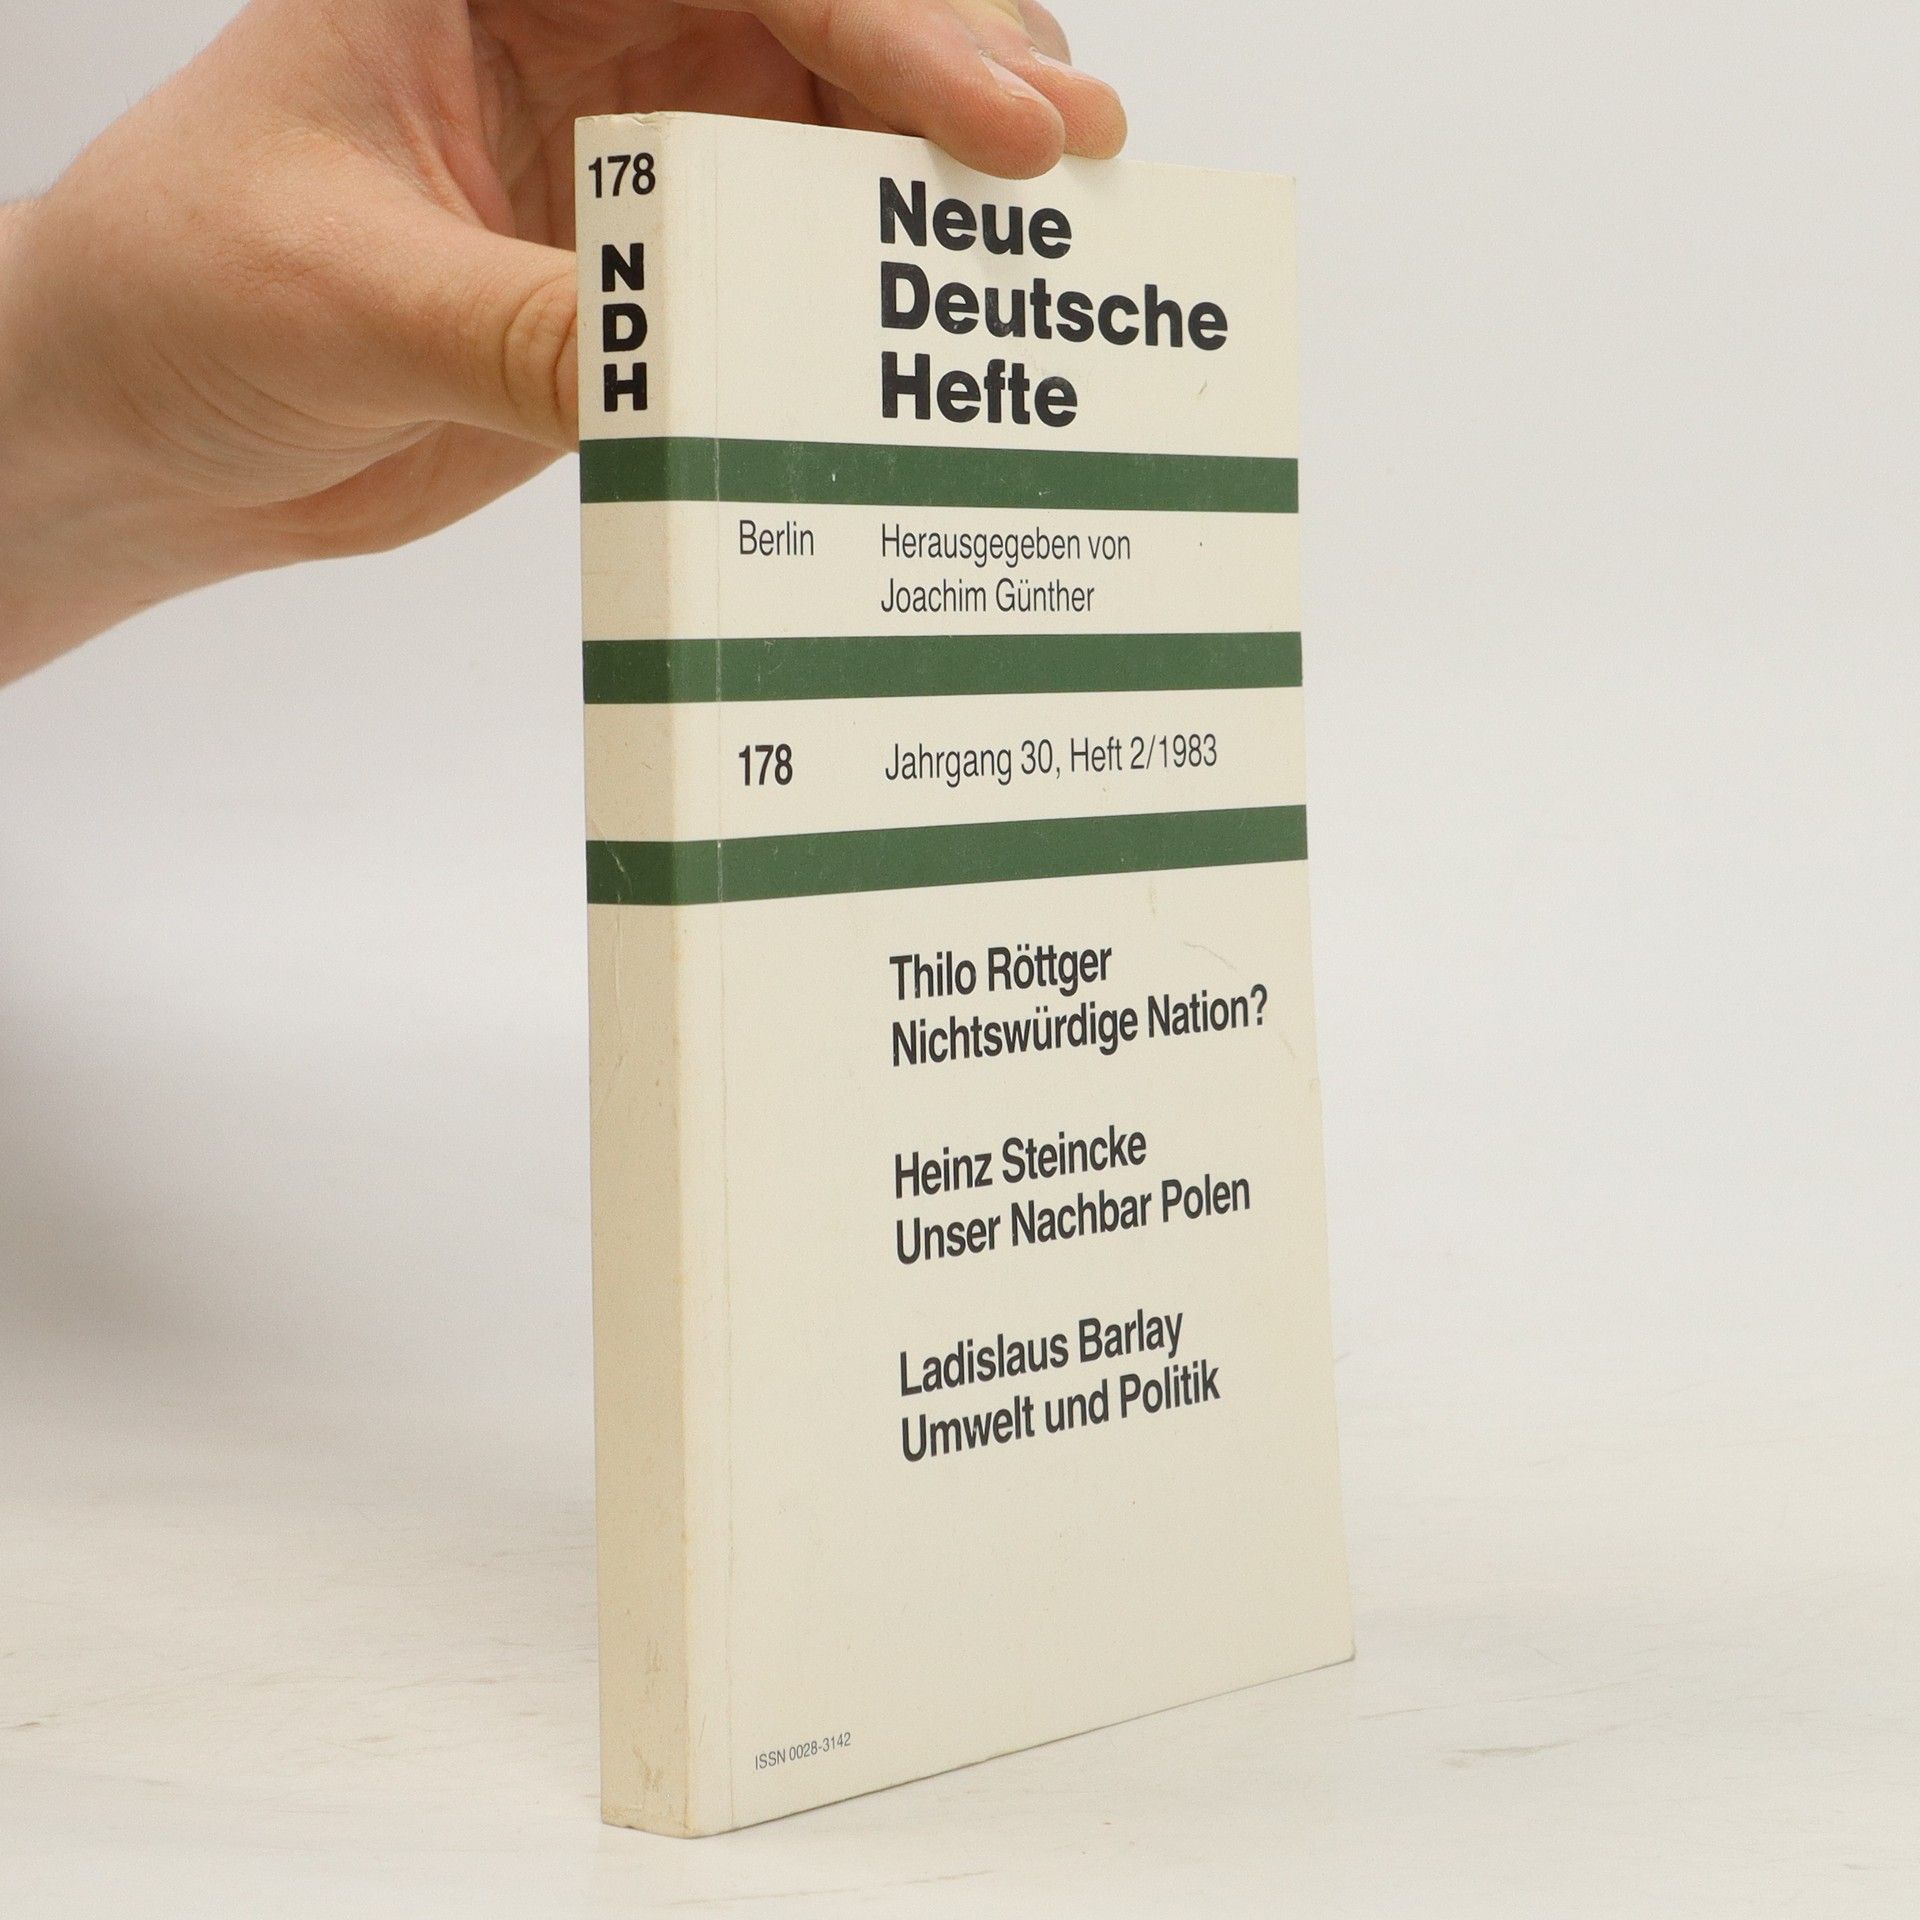 178
N
D
H
Neue
Deutsche
Hefte
Berlin
Herausgegeben von
Joachim Günther
178
Jahrgang 30, Heft 2/1983
Thilo Röttger
Nichtswürdige Nation?
Heinz Steincke
Unser Nachbar Polen
Ladislaus Barlay
Umwelt und Politik
ISSN 0028-3142